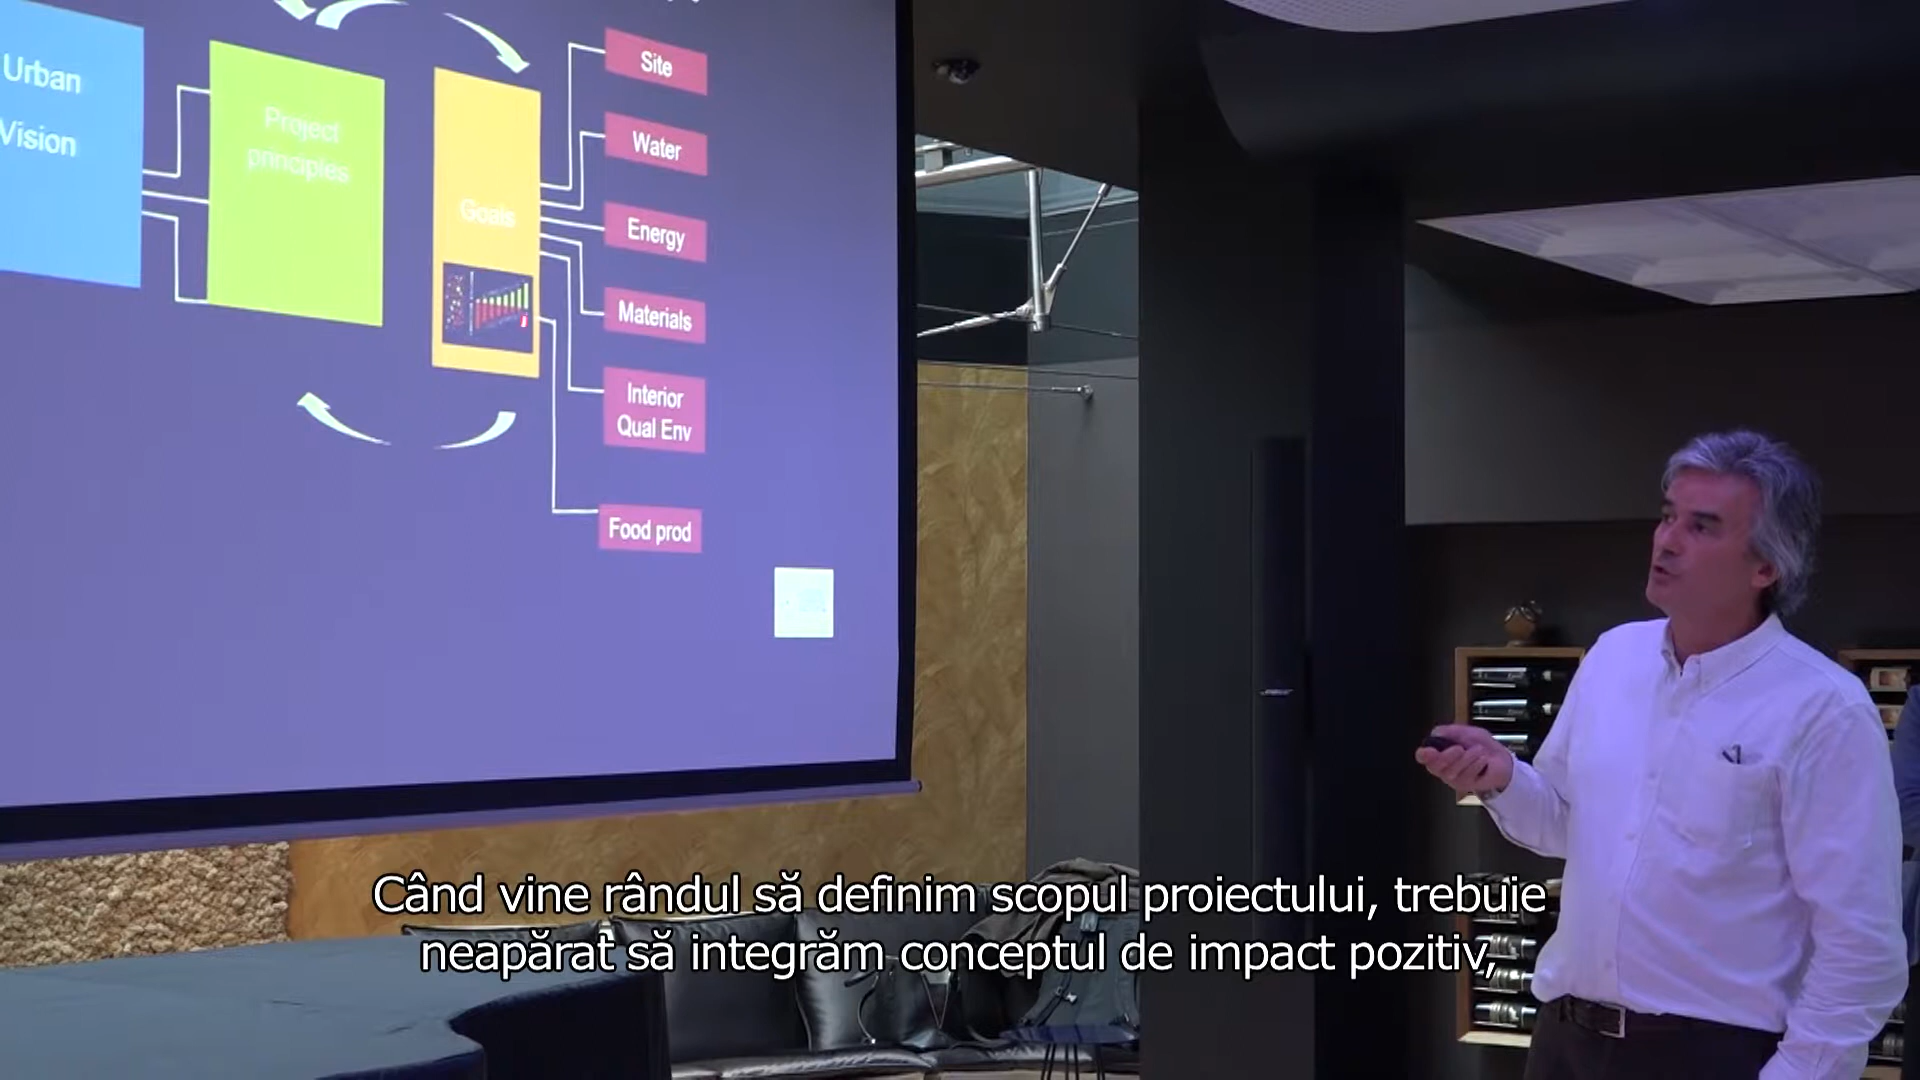 Urban
Vision
Project
principles
Goals
Site
Water
Energy
Materials
Interior
Qual Env
Food prod
Când vine rândul să definim scopul proiectului, trebuie
neapărat să integrăm conceptul de impact pozitiv,